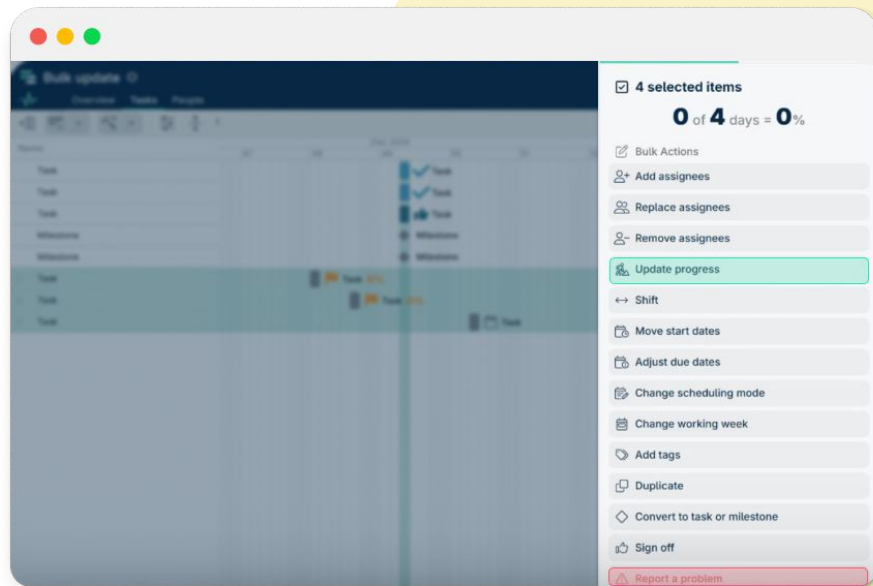 Bulk update
Overview Tasks People
Name
Task
Task
Task
Task
Task
Task
Milestone
Milestone
Milestone
Milestone
Task
Task
Task
Task
Task
Task
4 selected items
0 of 4 days = 0%
Bulk Actions
Add assignees
Replace assignees
Remove assignees
Update progress
Shift
Move start dates
Adjust due dates
Change scheduling mode
Change working week
Add tags
Duplicate
Convert to task or milestone
Sign off
Report a problem